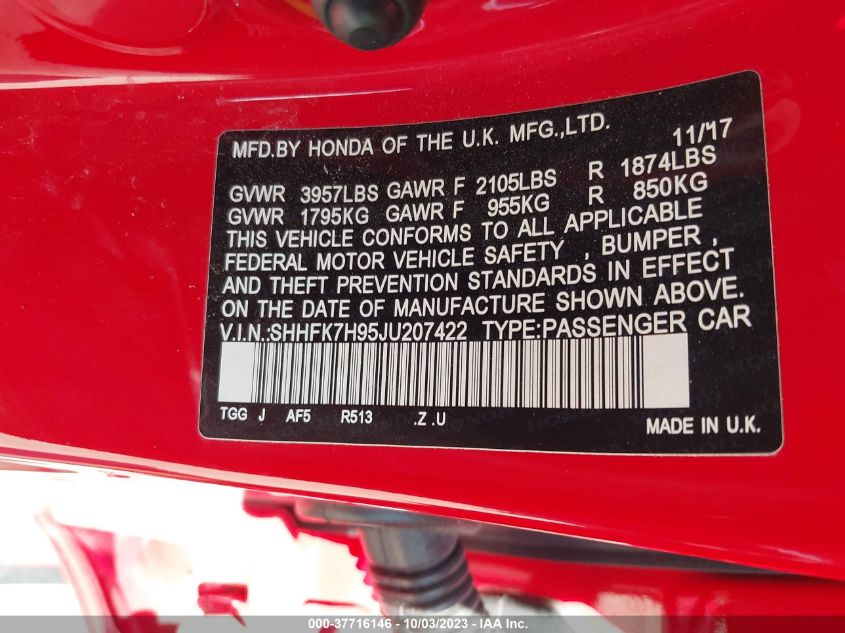 MFD.BY HONDA OF THE U.K. MFG.,LTD. 11/17
GVWR 3957LBS GAWR F 2105LBS R 1874LBS
GVWR 1795KG GAWR F 955KG R 850KG
THIS VEHICLE CONFORMS TO ALL APPLICABLE
FEDERAL MOTOR VEHICLE SAFETY , BUMPER ,
AND THEFT PREVENTION STANDARDS IN EFFECT
ON THE DATE OF MANUFACTURE SHOWN ABOVE.
V.I.N.:SHHFK7H95JU207422 TYPE:PASSENGER CAR
TGG J AF5 R513 .Z .U
MADE IN U.K.
000-37716146 - 10/03/2023 - IAA Inc.